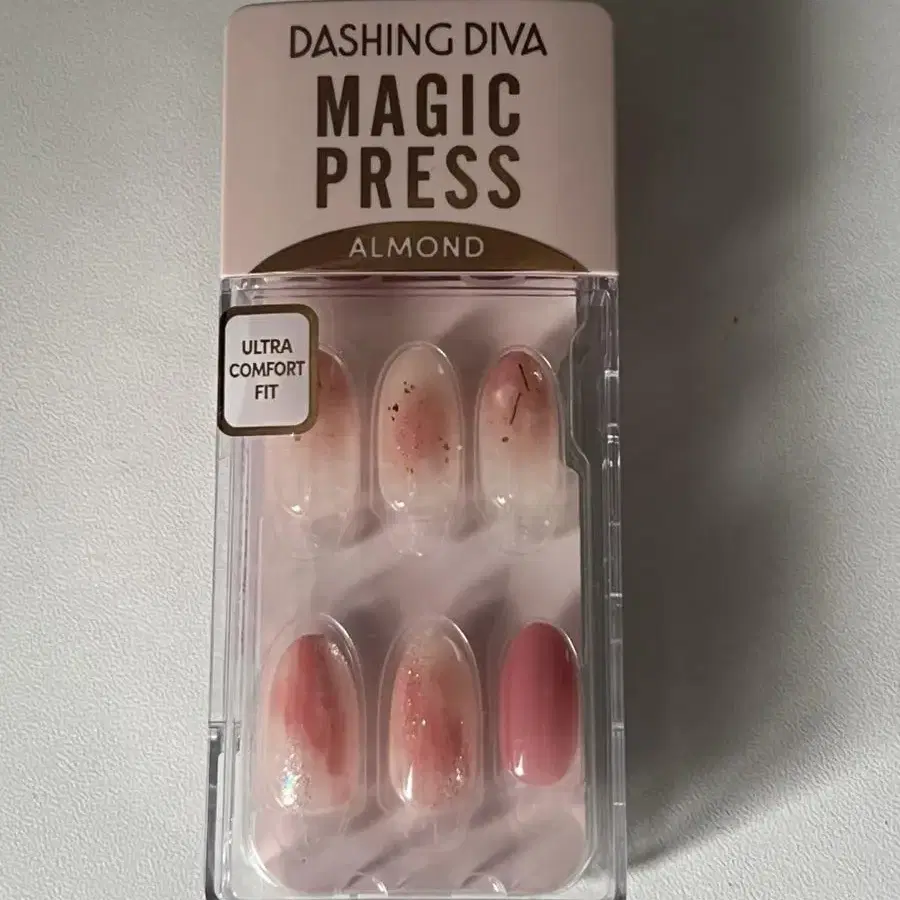 DASHING DIVA
MAGIC
PRESS
ALMOND
ULTRA
COMFORT
FIT